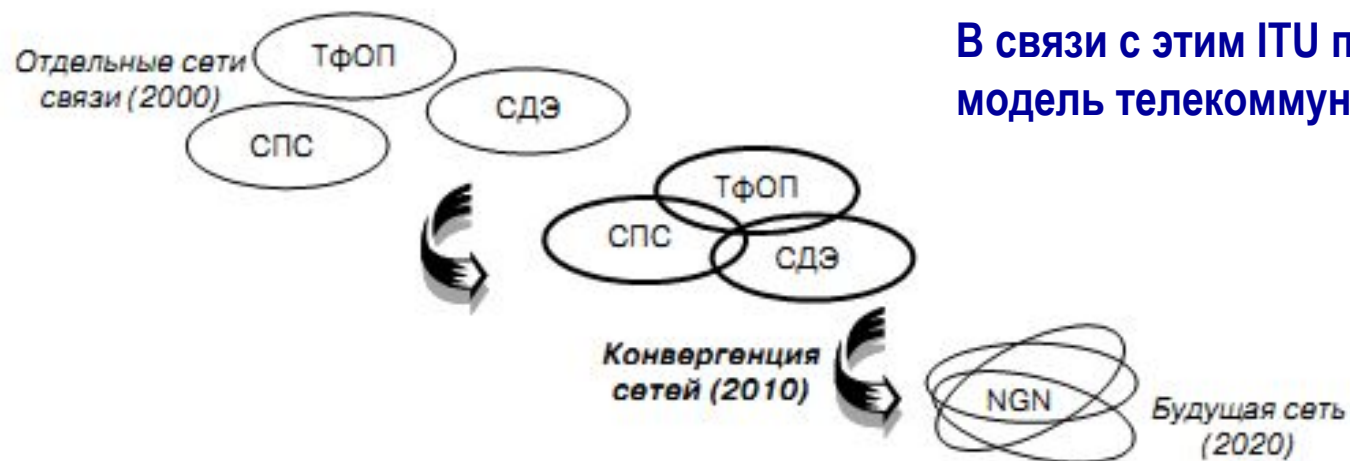 В связи с этим ITU п
модель телекоммун
Отдельные сети
связи (2000)
ТфОП
СДЭ
СПС
ТфОП
СПС
СДЭ
Конвергенция
сетей (2010)
NGN
Будущая сеть
(2020)